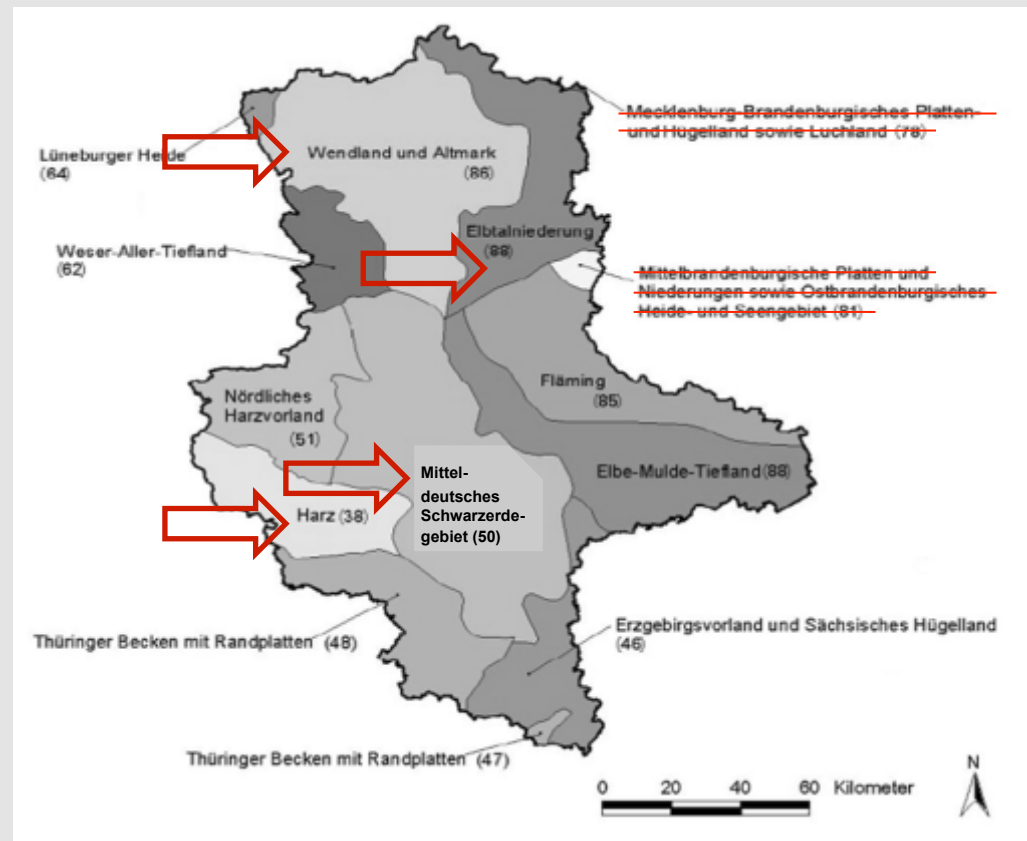 Mecklenburg-Brandenburgisches Platten-
und Hügelland sowie Luchland (78)
Lüneburger Heide
(64)
Wendland und Altmark
(86)
Weser-Aller-Tiefland
(62)
Elbtalniederung
(88)
Mittelbrandenburgische Platten und
Niederungen sowie Ostbrandenburgisches
Heide- und Seengebiet (81)
Fläming
(85)
Nördliches
Harzvorland
(51)
Elbe-Mulde-Tiefland (88)
Mittel-
deutsches
Schwarzerde-
gebiet (50)
Harz (38)
Thüringer Becken mit Randplatten (48)
Erzgebirgsvorland und Sächsisches Hügelland
(46)
Thüringer Becken mit Randplatten (47)
N
0 20 40 60 Kilometer